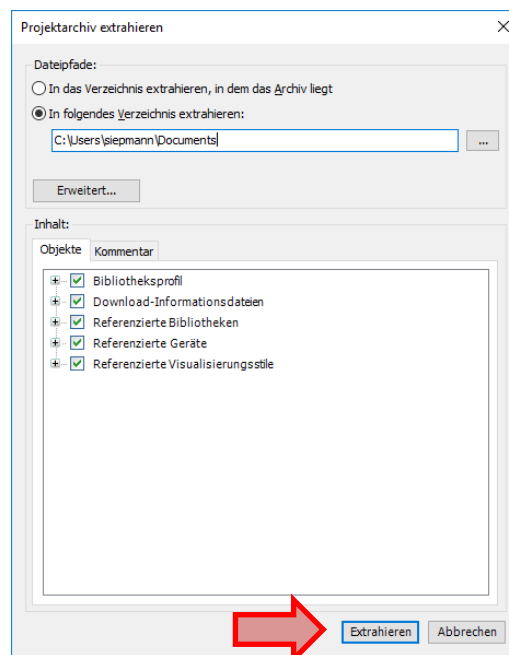 Projektarchiv extrahieren
Dateipfade:
In das Verzeichnis extrahieren, in dem das Archiv liegt
In folgendes Verzeichnis extrahieren:
C:\Users\siepmann\Documents
...
Erweitert...
Inhalt:
Objekte Kommentar
Bibliotheksprofil
Download-Informationsdateien
Referenzierte Bibliotheken
Referenzierte Geräte
Referenzierte Visualisierungsstile
Extrahieren Abbrechen